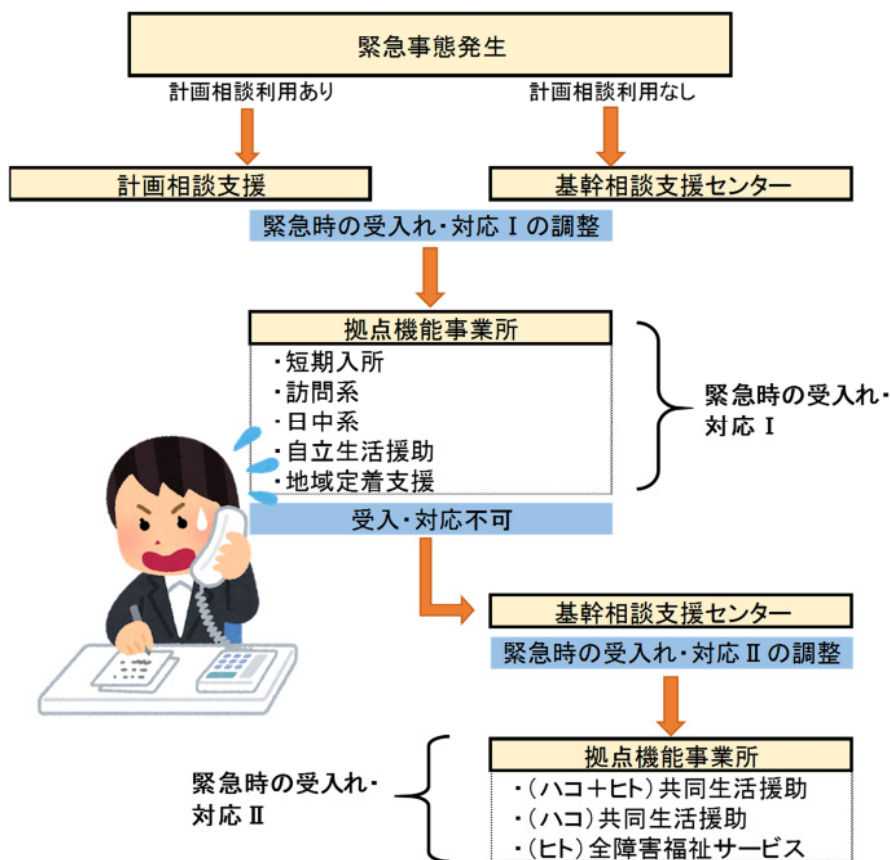 緊急事態発生
計画相談利用あり
計画相談利用なし
計画相談支援
基幹相談支援センター
緊急時の受入れ・対応Ⅰの調整
拠点機能事業所
・短期入所
・訪問系
・日中系
・自立生活援助
・地域定着支援
緊急時の受入れ・
対応Ⅰ
受入・対応不可
基幹相談支援センター
緊急時の受入れ・対応Ⅱの調整
緊急時の受入れ・
対応Ⅱ
拠点機能事業所
・(ハコ+ヒト)共同生活援助
・(ハコ)共同生活援助
・(ヒト)全障害福祉サービス